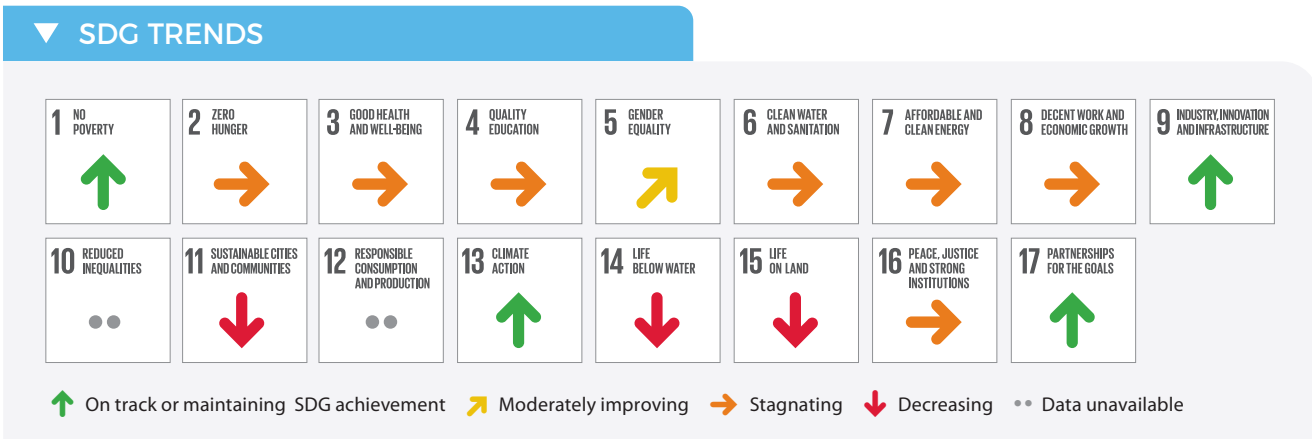 SDG TRENDS
1 NO
POVERTY
2 ZERO
HUNGER
3 GOOD HEALTH
AND WELL-BEING
4 QUALITY
EDUCATION
5 GENDER
EQUALITY
6 CLEAN WATER
AND SANITATION
7 AFFORDABLE AND
CLEAN ENERGY
8 DECENT WORK AND
ECONOMIC GROWTH
9 INDUSTRY, INNOVATION
AND INFRASTRUCTURE
10 REDUCED
INEQUALITIES
11 SUSTAINABLE CITIES
AND COMMUNITIES
12 RESPONSIBLE
CONSUMPTION
AND PRODUCTION
13 CLIMATE
ACTION
14 LIFE
BELOW WATER
15 LIFE
ON LAND
16 PEACE, JUSTICE
AND STRONG
INSTITUTIONS
17 PARTNERSHIPS
FOR THE GOALS
On track or maintaining SDG achievement
Moderately improving
Stagnating
Decreasing
Data unavailable